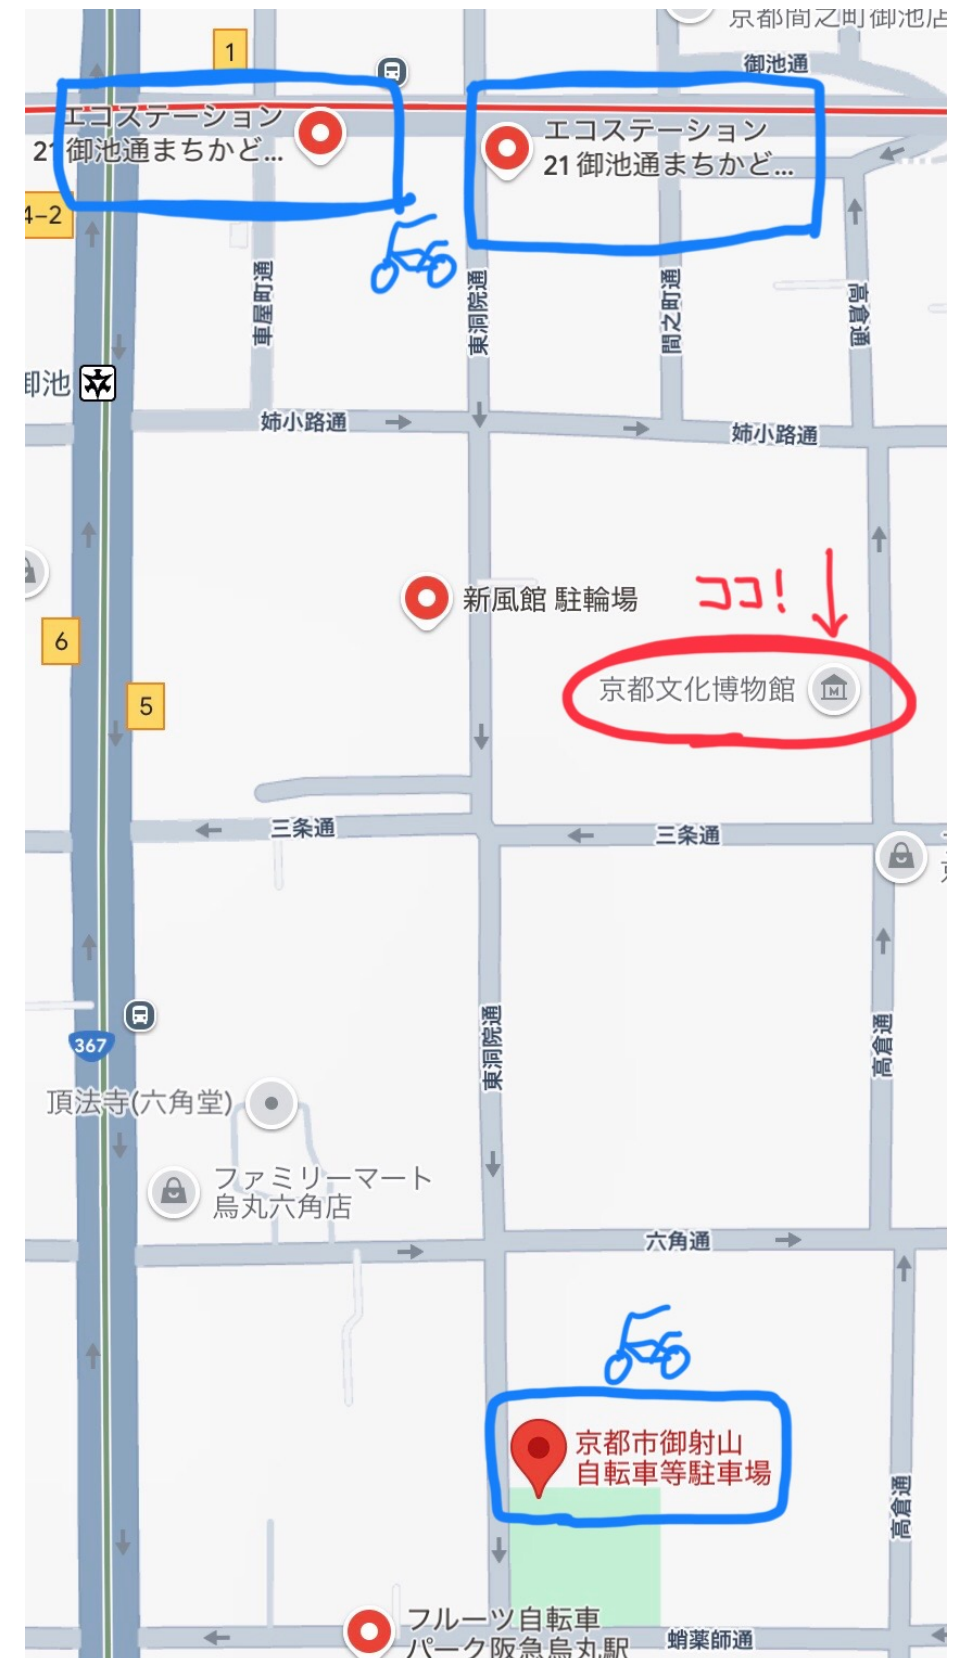 京都間之町御池店
1
御池通
エコステーション
21 御池通まちかど...
エコステーション
21 御池通まちかど...
4-2
車屋町通
東洞院通
間之町通
高倉通
御池
姉小路通
姉小路通
新風館 駐輪場
ココ!
京都文化博物館
6
5
三条通
三条通
367
東洞院通
高倉通
頂法寺(六角堂)
ファミリーマート
烏丸六角店
六角通
京都市御射山
自転車等駐車場
高倉通
フルーツ自転車
パーク阪急烏丸駅
蛸薬師通